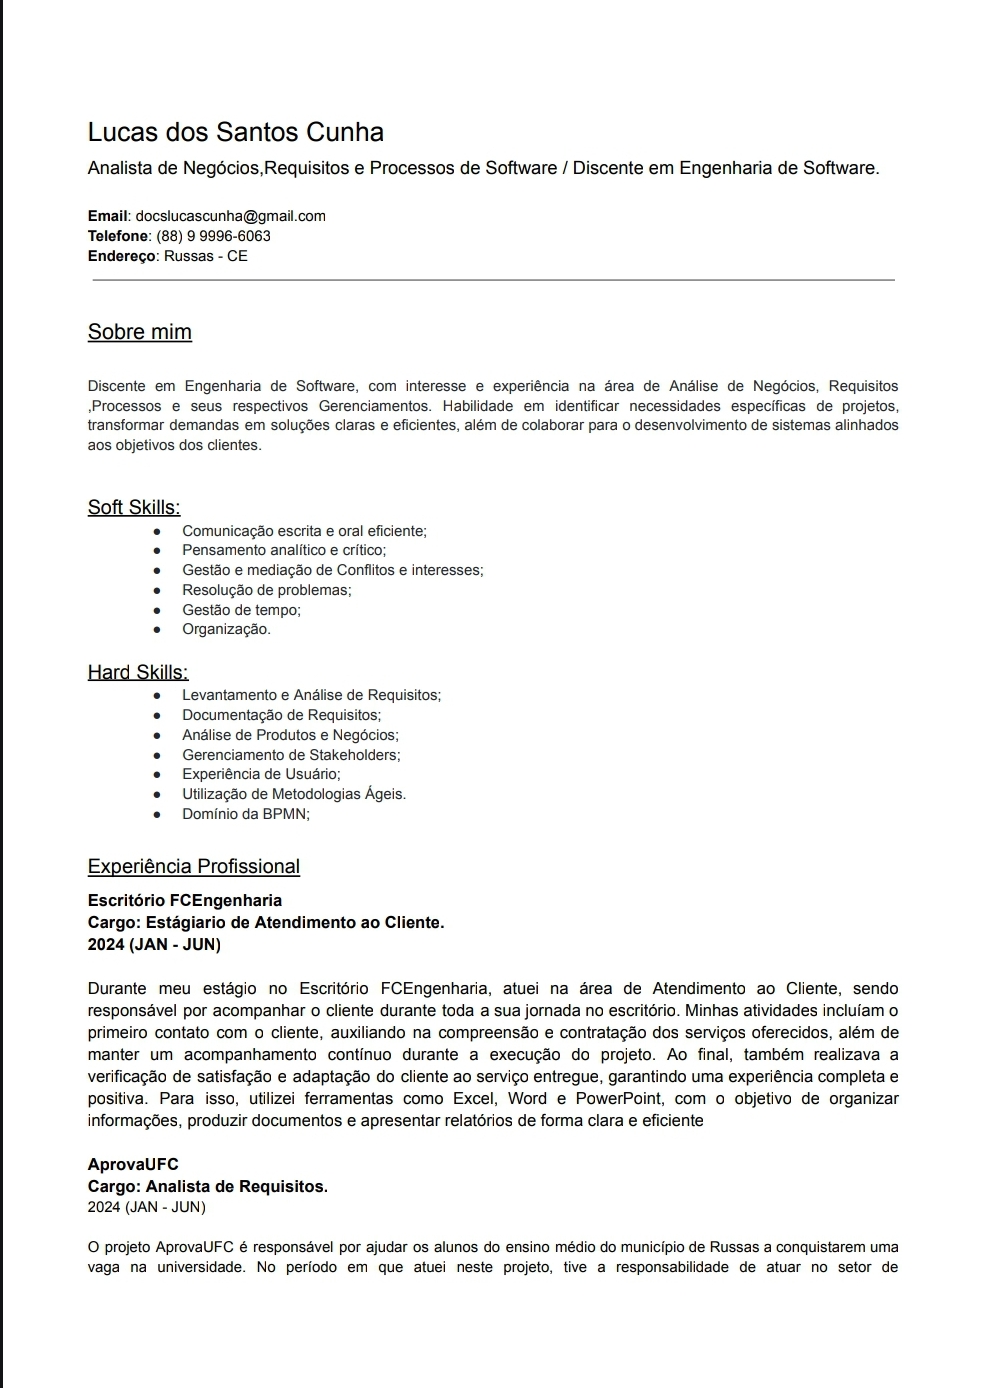 Lucas dos Santos Cunha
Analista de Negócios,Requisitos e Processos de Software / Discente em Engenharia de Software.
Email: docslucascunha@gmail.com
Telefone: (88) 9 9996-6063
Endereço: Russas - CE
Sobre mim
Discente em Engenharia de Software, com interesse e experiência na área de Análise de Negócios, Requisitos
,Processos e seus respectivos Gerenciamentos. Habilidade em identificar necessidades específicas de projetos,
transformar demandas em soluções claras e eficientes, além de colaborar para o desenvolvimento de sistemas alinhados
aos objetivos dos clientes.
Soft Skills:
● Comunicação escrita e oral eficiente;
● Pensamento analítico e crítico;
● Gestão e mediação de Conflitos e interesses;
● Resolução de problemas;
● Gestão de tempo;
● Organização.
Hard Skills:
● Levantamento e Análise de Requisitos;
● Documentação de Requisitos;
● Análise de Produtos e Negócios;
● Gerenciamento de Stakeholders;
● Experiência de Usuário;
● Utilização de Metodologias Ágeis.
● Domínio da BPMN;
Experiência Profissional
Escritório FCEngenharia
Cargo: Estágiario de Atendimento ao Cliente.
2024 (JAN - JUN)
Durante meu estágio no Escritório FCEngenharia, atuei na área de Atendimento ao Cliente, sendo
responsável por acompanhar o cliente durante toda a sua jornada no escritório. Minhas atividades incluíam o
primeiro contato com o cliente, auxiliando na compreensão e contratação dos serviços oferecidos, além de
manter um acompanhamento contínuo durante a execução do projeto. Ao final, também realizava a
verificação de satisfação e adaptação do cliente ao serviço entregue, garantindo uma experiência completa e
positiva. Para isso, utilizei ferramentas como Excel, Word e PowerPoint, com o objetivo de organizar
informações, produzir documentos e apresentar relatórios de forma clara e eficiente
AprovaUFC
Cargo: Analista de Requisitos.
2024 (JAN - JUN)
O projeto AprovaUFC é responsável por ajudar os alunos do ensino médio do município de Russas a conquistarem uma
vaga na universidade. No período em que atuei neste projeto, tive a responsabilidade de atuar no setor de